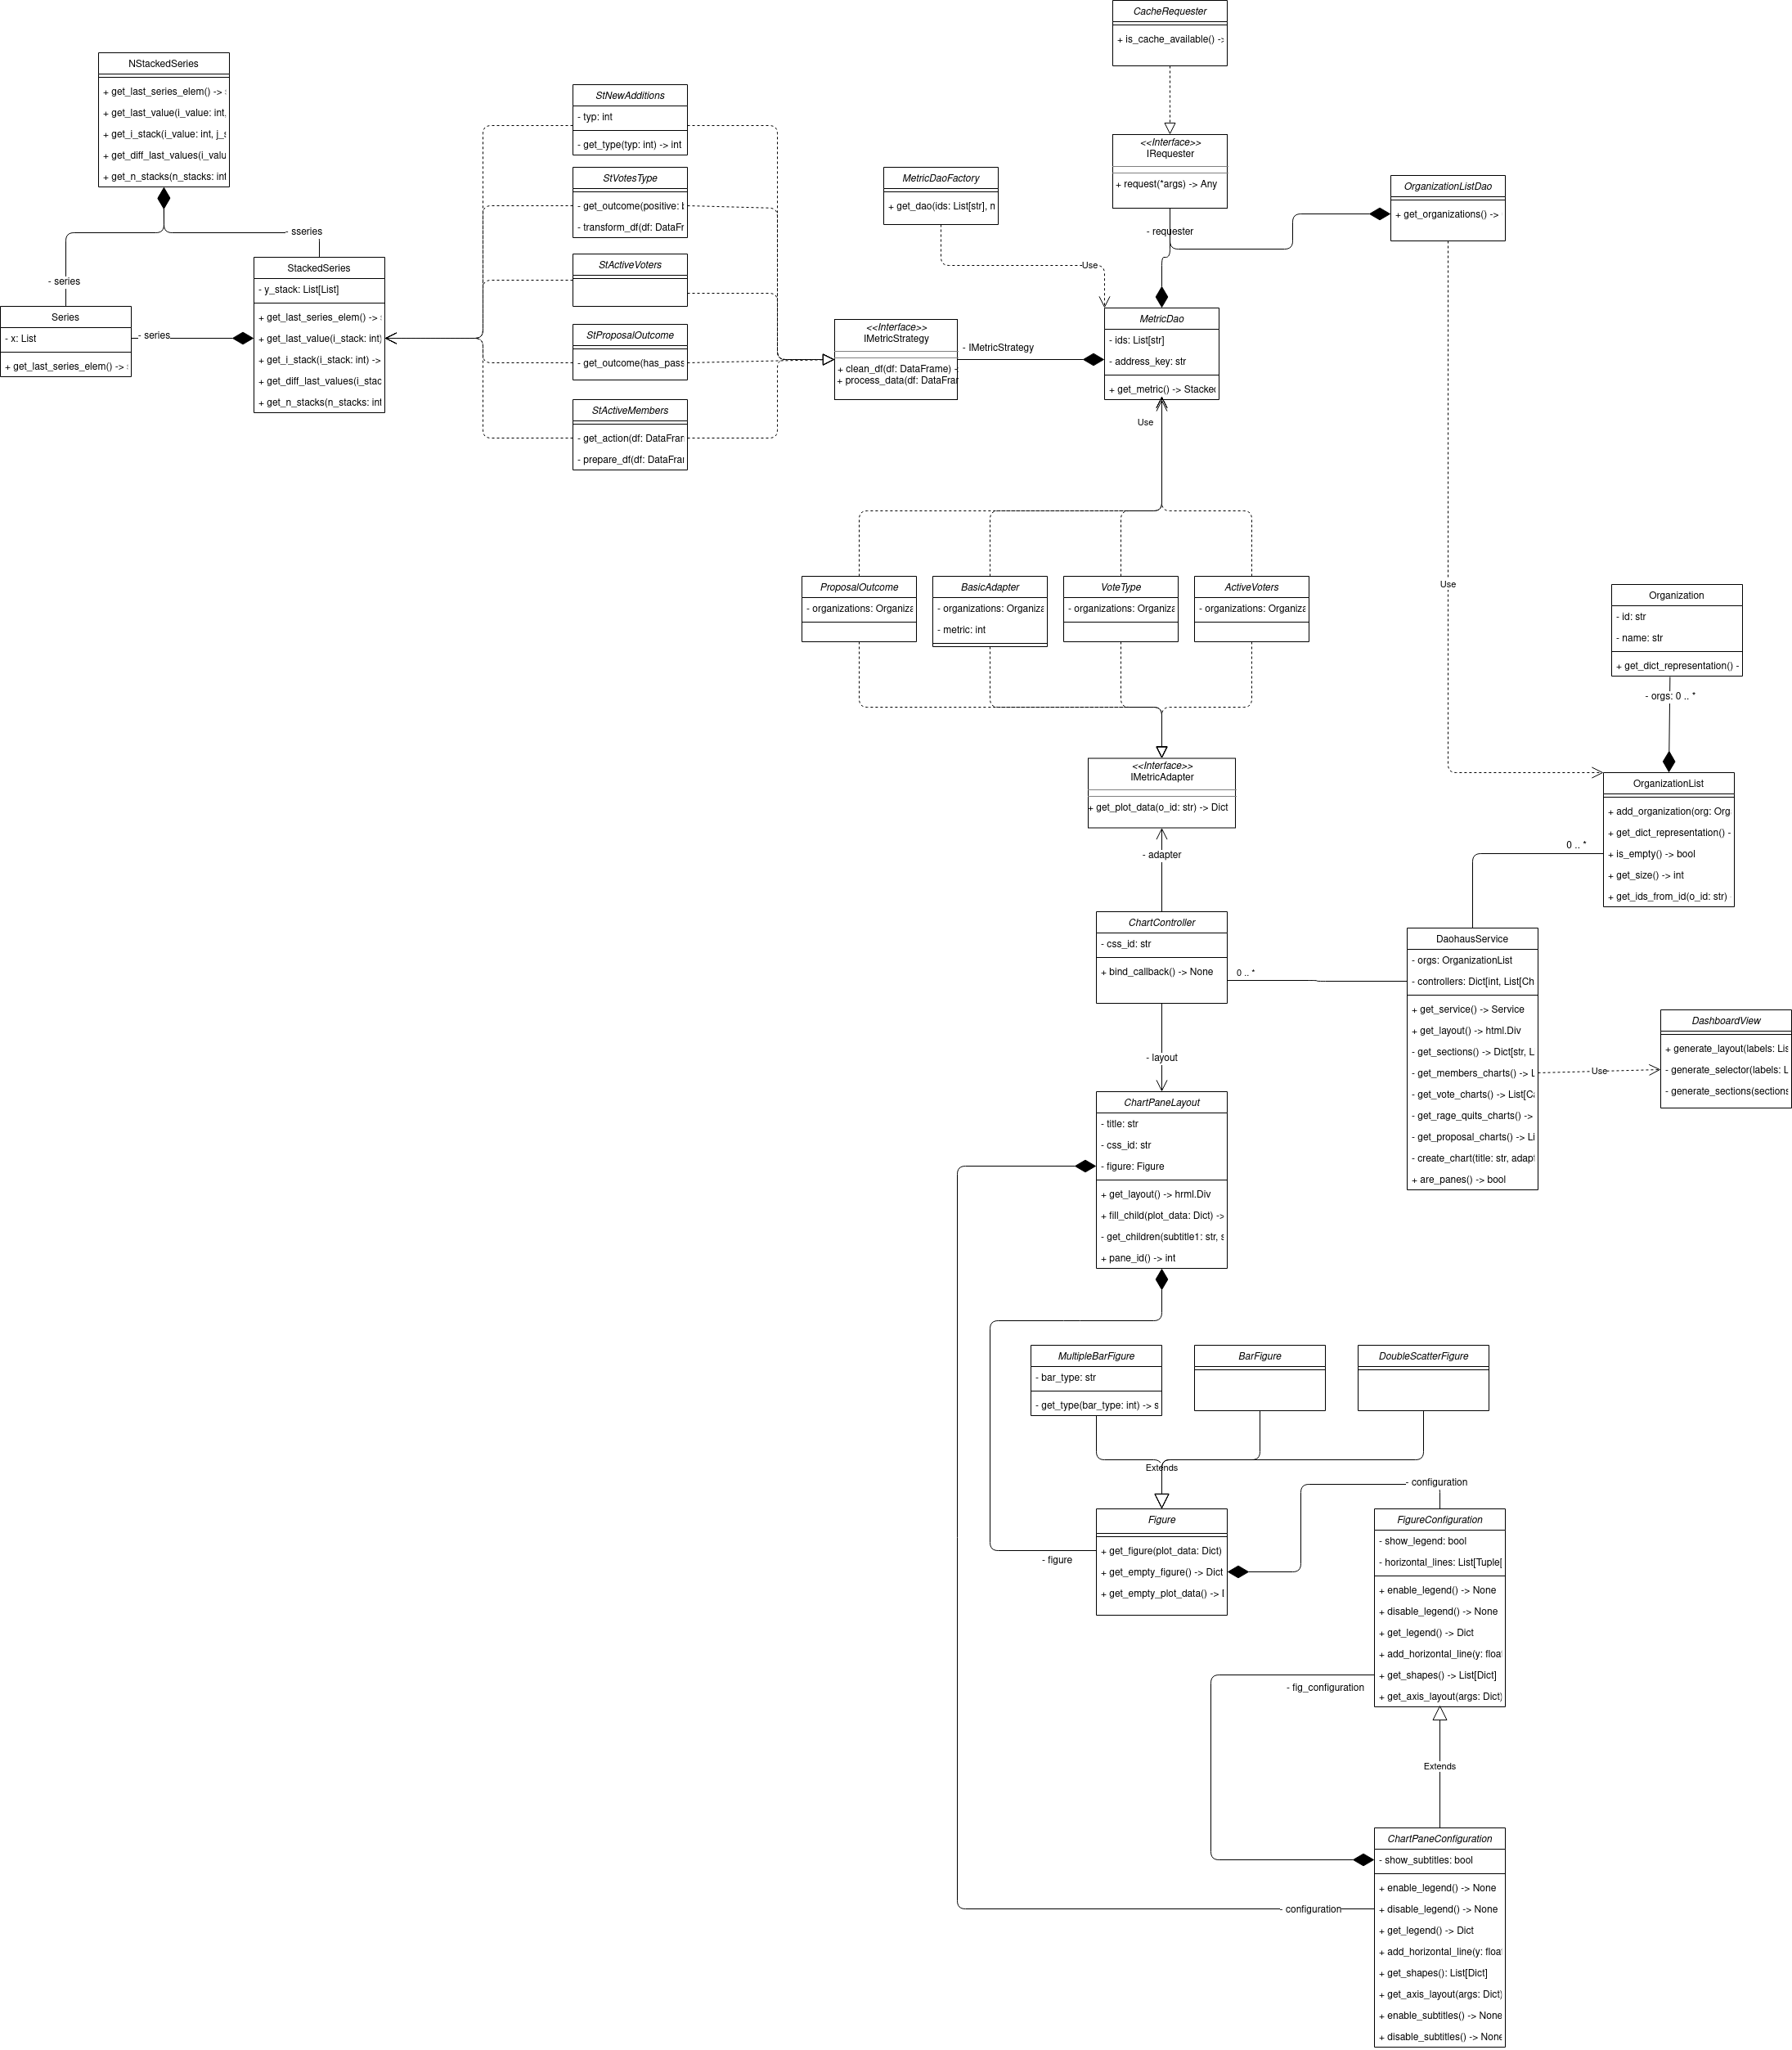 CacheRequester
+ is_cache_available() ->
NStackedSeries
+ get_last_series_elem() ->
+ get_last_value(i_value: int,
+ get_i_stack(i_value: int,
+ get_diff_last_values(i_valu
+ get_n_stacks(n_stacks: int
StNewAdditions
- typ: int
- get_type(typ: int) -> int
<<Interface>>
IRequester
+ request(*args) -> Any
StVotesType
- get_outcome(positive:
- transform_df(df: DataFr
MetricDaoFactory
+ get_dao(ids: List[str], n
OrganizationListDao
+ get_organizations() ->
- sseries
- requester
StackedSeries
- y_stack: List[List]
+ get_last_series_elem() ->
+ get_last_value(i_stack: int)
+ get_i_stack(i_stack: int) ->
+ get_diff_last_values(i_stac
+ get_n_stacks(n_stacks: int
StActiveVoters
Use
- series
Series
- x: List
+ get_last_series_elem() ->
- series
StProposalOutcome
- get_outcome(has_pass
<<Interface>>
IMetricStrategy
+ clean_df(df: DataFrame) -
+ process_data(df: DataFrar
- IMetricStrategy
MetricDao
- ids: List[str]
- address_key: str
+ get_metric() -> Stacked
StActiveMembers
- get_action(df: DataFran
- prepare_df(df: DataFra
Use
Use
ProposalOutcome
- organizations: Organiza
BasicAdapter
- organizations: Organiza
- metric: int
VoteType
- organizations: Organiza
ActiveVoters
- organizations: Organiza
Organization
- id: str
- name: str
+ get_dict_representation() -
- orgs: 0 .. *
<<Interface>>
IMetricAdapter
+ get_plot_data(o_id: str) -> Dict
OrganizationList
+ add_organization(org: Org
+ get_dict_representation() -
+ is_empty() -> bool
+ get_size() -> int
+ get_ids_from_id(o_id: str)
0 .. *
- adapter
ChartController
- css_id: str
+ bind_callback() -> None
0 .. *
DaohausService
- orgs: OrganizationList
- controllers: Dict[int, List[Ch
+ get_service() -> Service
+ get_layout() -> html.Div
- get_sections() -> Dict[str, L
- get_members_charts() -> L
- get_vote_charts() -> List[C
- get_rage_quits_charts() ->
- get_proposal_charts() -> Li
- create_chart(title: str, adap
+ are_panes() -> bool
Use
DashboardView
+ generate_layout(labels: Lis
- generate_selector(labels: L
- generate_sections(sections
- layout
ChartPaneLayout
- title: str
- css_id: str
- figure: Figure
+ get_layout() -> hrml.Div
+ fill_child(plot_data: Dict) ->
- get_children(subtitle1: str, s
+ pane_id() -> int
MultipleBarFigure
- bar_type: str
- get_type(bar_type: int) -> s
BarFigure
DoubleScatterFigure
Extends
- configuration
Figure
+ get_figure(plot_data: Dict)
+ get_empty_figure() -> Dict
+ get_empty_plot_data() ->
- figure
FigureConfiguration
- show_legend: bool
- horizontal_lines: List[Tuple[
+ enable_legend() -> None
+ disable_legend() -> None
+ get_legend() -> Dict
+ add_horizontal_line(y: floa
+ get_shapes() -> List[Dict]
+ get_axis_layout(args: Dict)
- fig_configuration
Extends
ChartPaneConfiguration
- show_subtitles: bool
+ enable_legend() -> None
+ disable_legend() -> None
+ get_legend() -> Dict
+ add_horizontal_line(y: floa
+ get_shapes(): List[Dict]
+ get_axis_layout(args: Dict)
+ enable_subtitles() -> None
+ disable_subtitles() -> None
- configuration